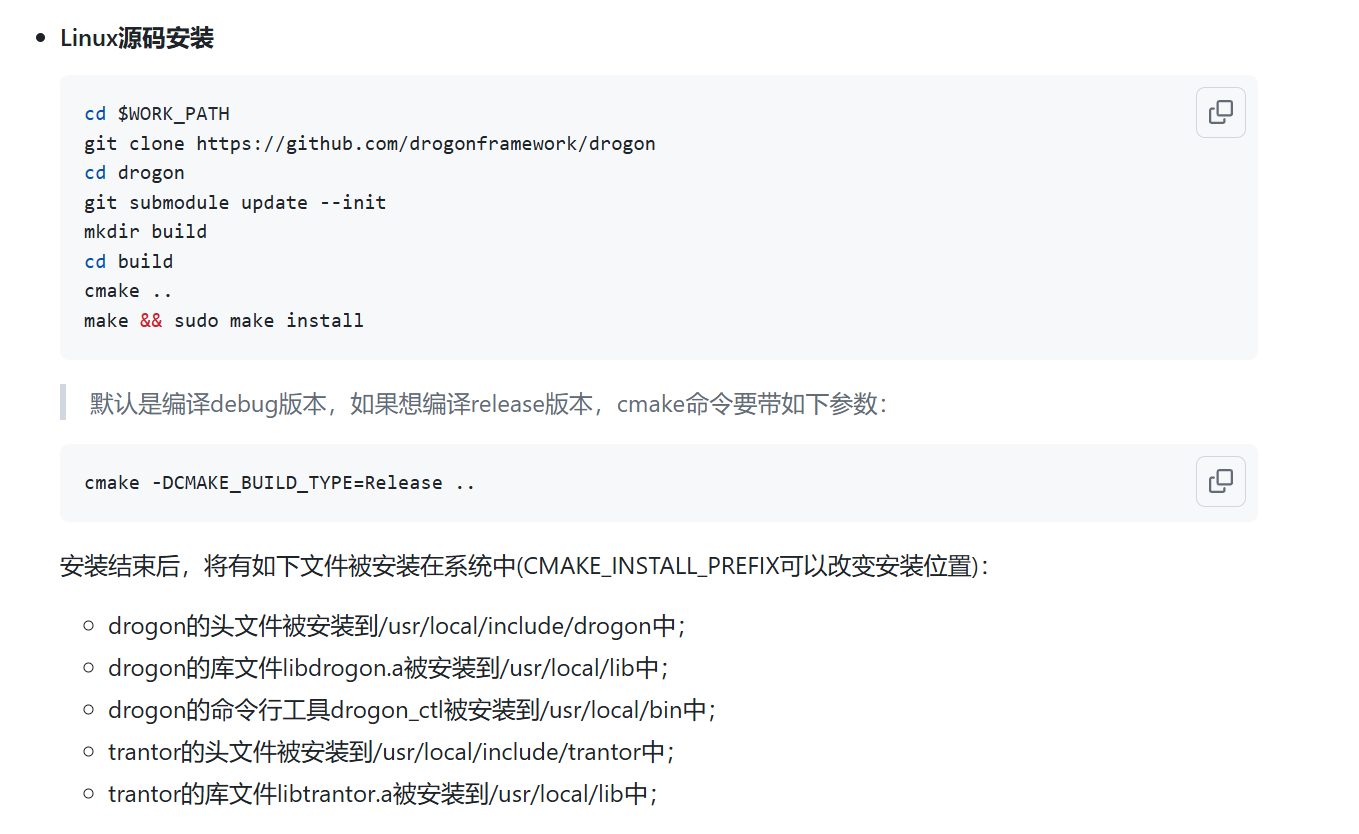 Linux源码安装
cd $WORK_PATH
git clone https://github.com/drogonframework/drogon
cd drogon
git submodule update --init
mkdir build
cd build
cmake ..
make && sudo make install
默认是编译debug版本，如果想编译release版本，cmake命令要带如下参数：
cmake -DCMAKE_BUILD_TYPE=Release ..
安装结束后，将有如下文件被安装在系统中(CMAKE_INSTALL_PREFIX可以改变安装位置)：
drogon的头文件被安装到/usr/local/include/drogon中；
drogon的库文件libdrogon.a被安装到/usr/local/lib中；
drogon的命令行工具drogon_ctl被安装到/usr/local/bin中；
trantor的头文件被安装到/usr/local/include/trantor中；
trantor的库文件libtrantor.a被安装到/usr/local/lib中；